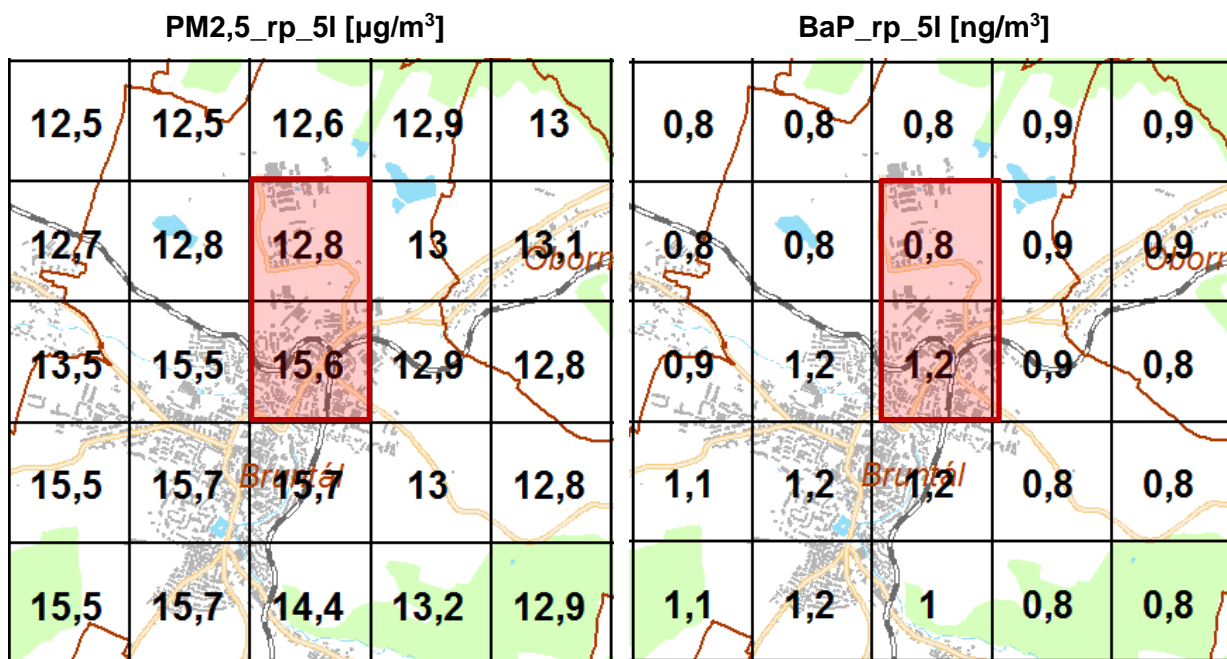 PM2,5_rp_5l [µg/m³] BaP_rp_5l [ng/m³]
12,5 12,5 12,6 12,9 13 0,8 0,8 0,8 0,9 0,9
12,7 12,8 12,8 13 13,1 0,8 0,8 0,8 0,9 0,9
Oborn Oborn
13,5 15,5 15,6 12,9 12,8 0,9 1,2 1,2 0,9 0,8
Bruntál Bruntál
15,5 15,7 15,7 13 12,8 1,1 1,2 1,2 0,8 0,8
15,5 15,7 14,4 13,2 12,9 1,1 1,2 1 0,8 0,8